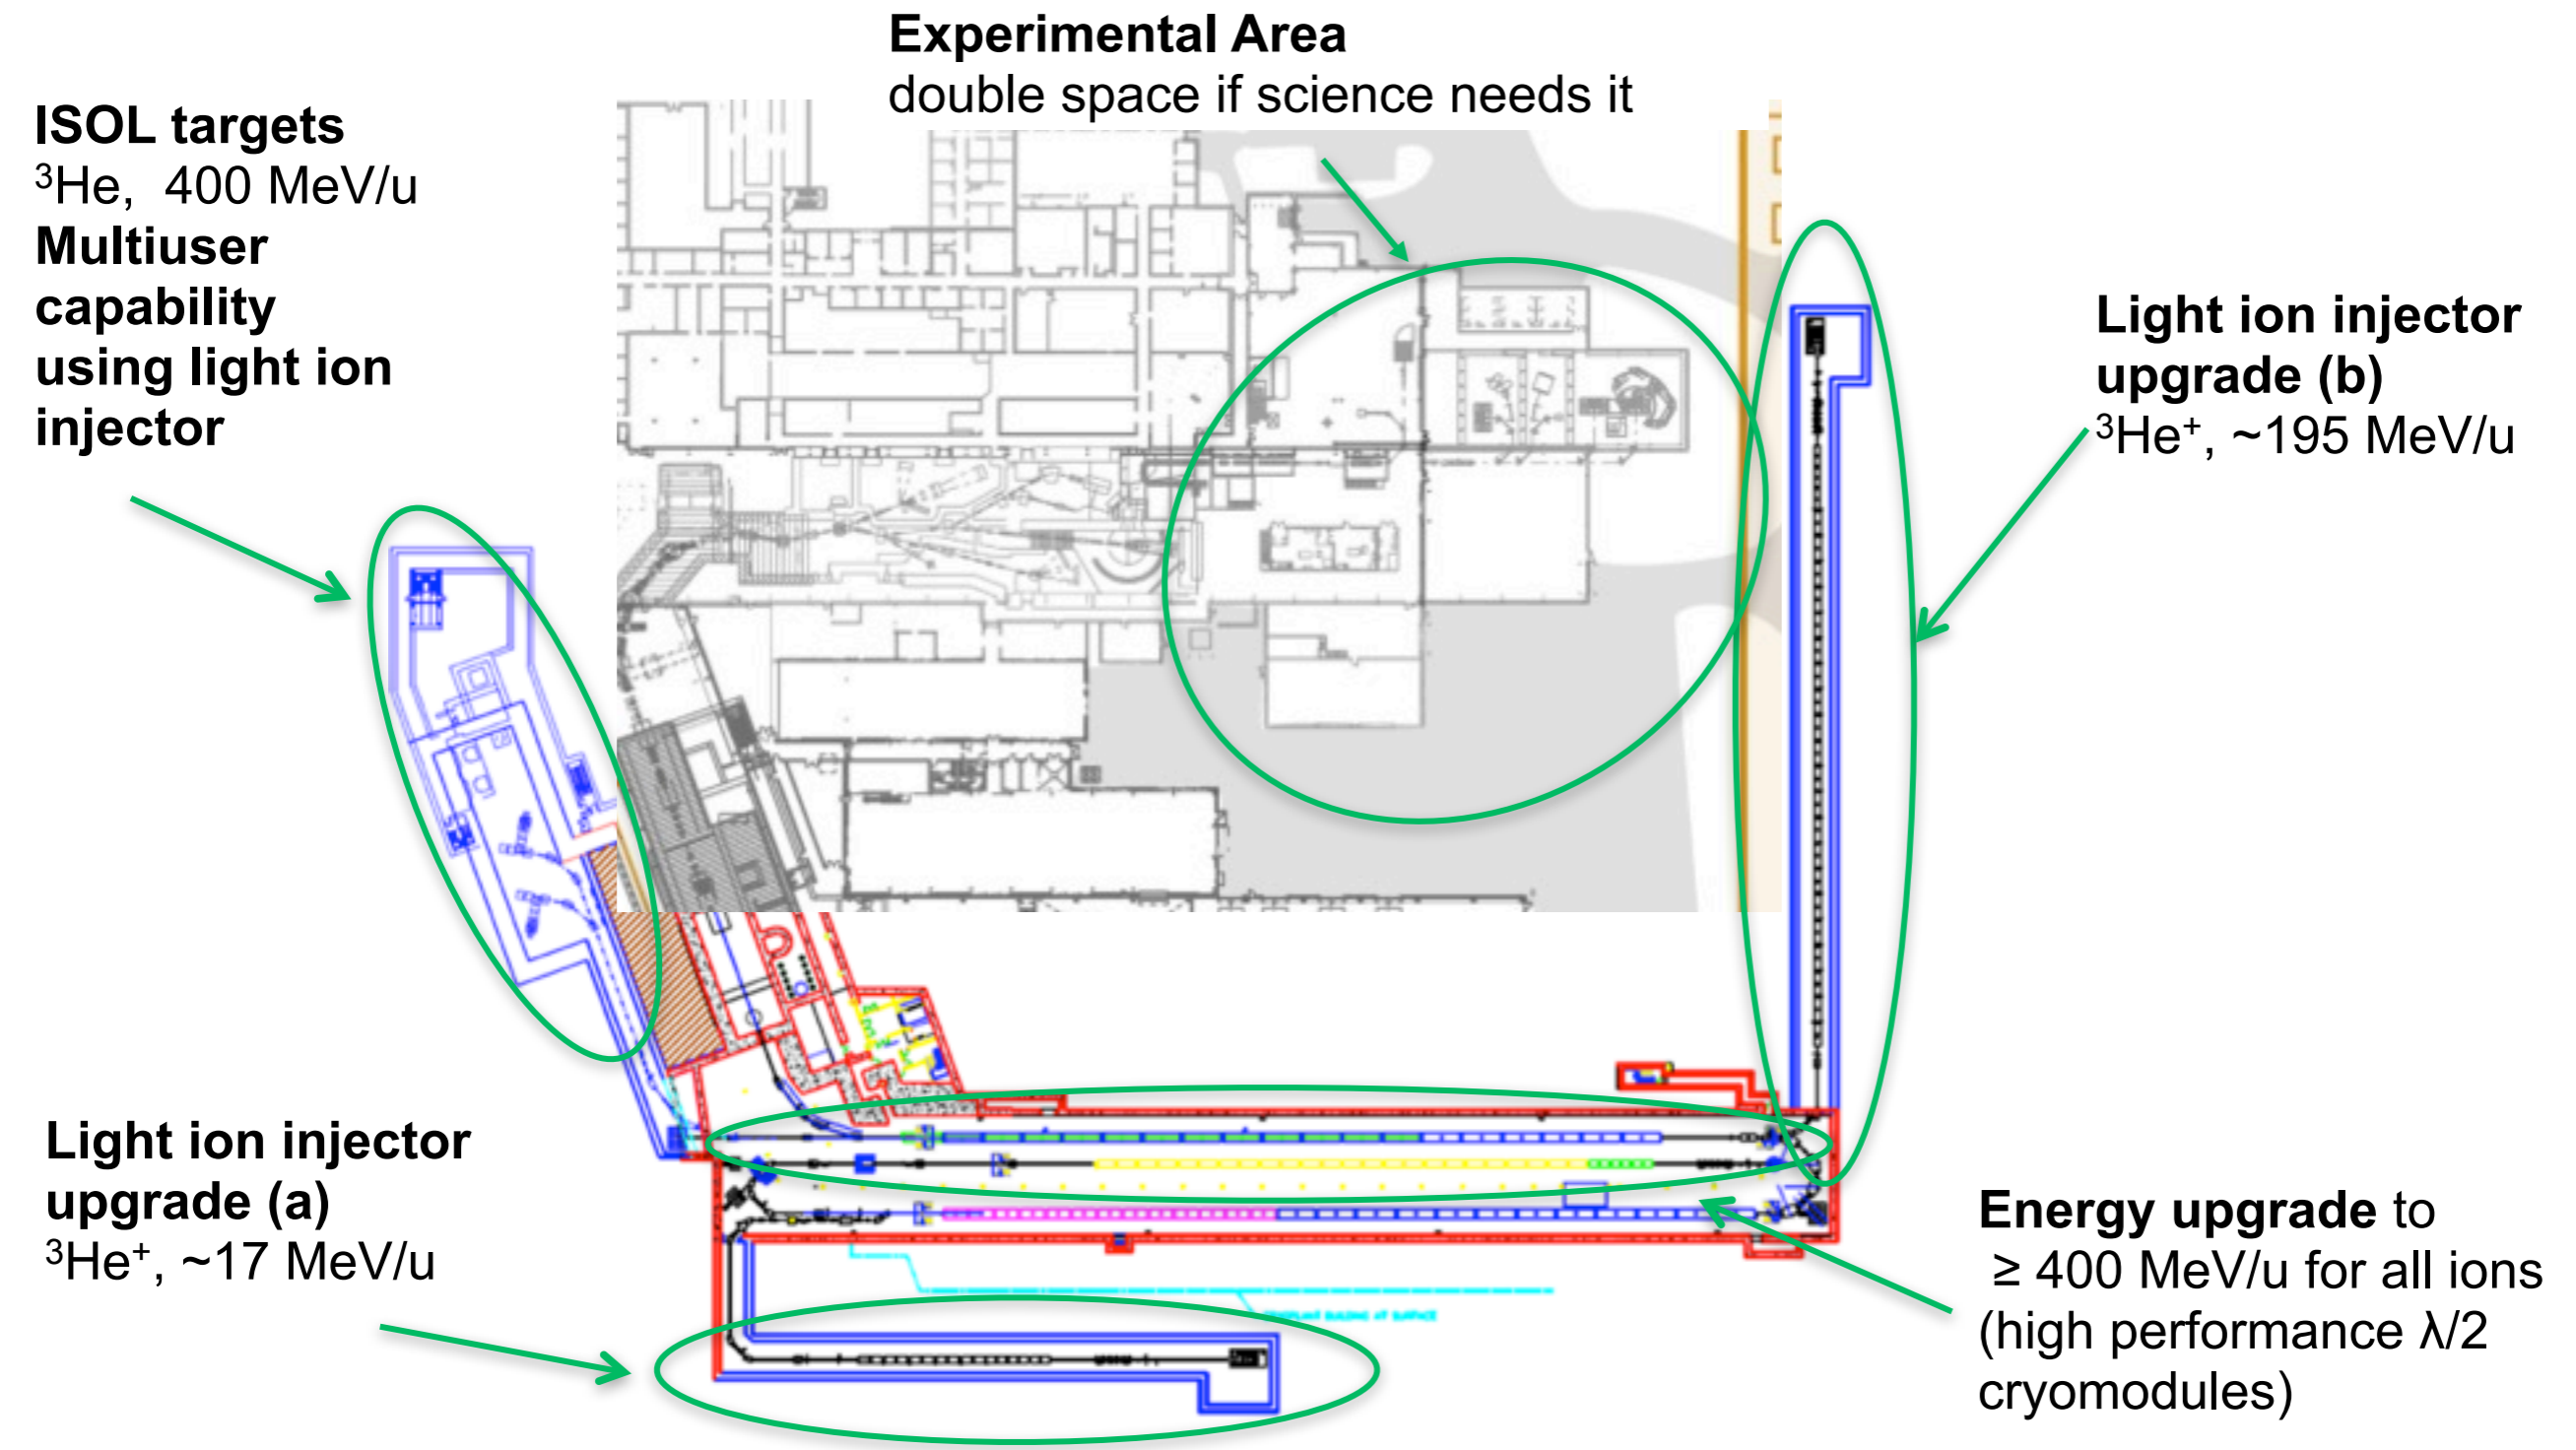 Experimental Area
double space if science needs it
ISOL targets
³He, 400 MeV/u
Multiuser
capability
using light ion
injector
Light ion injector
upgrade (b)
³He⁺, ~195 MeV/u
Light ion injector
upgrade (a)
³He⁺, ~17 MeV/u
Energy upgrade to
≥ 400 MeV/u for all ions
(high performance λ/2
cryomodules)